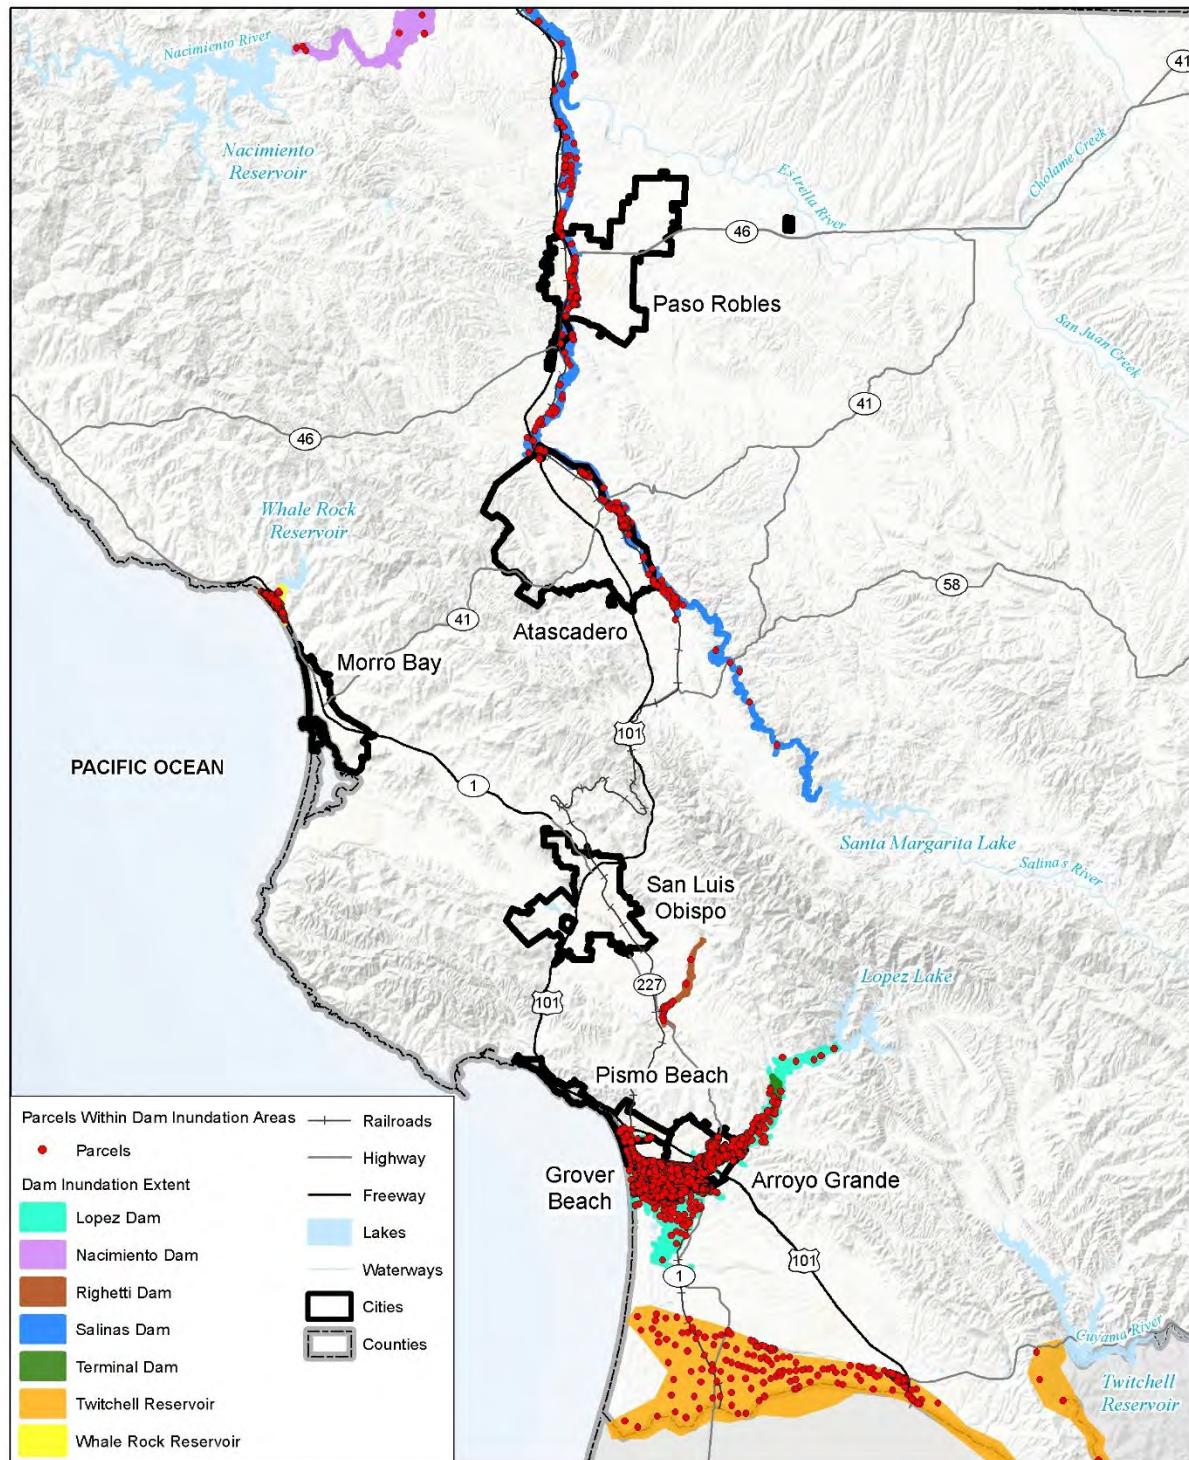 Nacimiento River
41
Nacimiento
Reservoir
Cholame Creek
Estrella
River
46
Paso Robles
San Juan
Creek
41
46
Whale Rock
Reservoir
58
41
Atascadero
Morro Bay
101
PACIFIC OCEAN
1
Santa Margarita Lake
Salinas
River
San Luis
Obispo
Lopez Lake
227
101
Pismo Beach
Grover
Beach
Arroyo Grande
101
1
Cuyama River
Twitchell
Reservoir
Parcels Within Dam Inundation Areas
Parcels
Dam Inundation Extent
Lopez Dam
Nacimiento Dam
Righetti Dam
Salinas Dam
Terminal Dam
Twitchell Reservoir
Whale Rock Reservoir
Railroads
Highway
Freeway
Lakes
Waterways
Cities
Counties